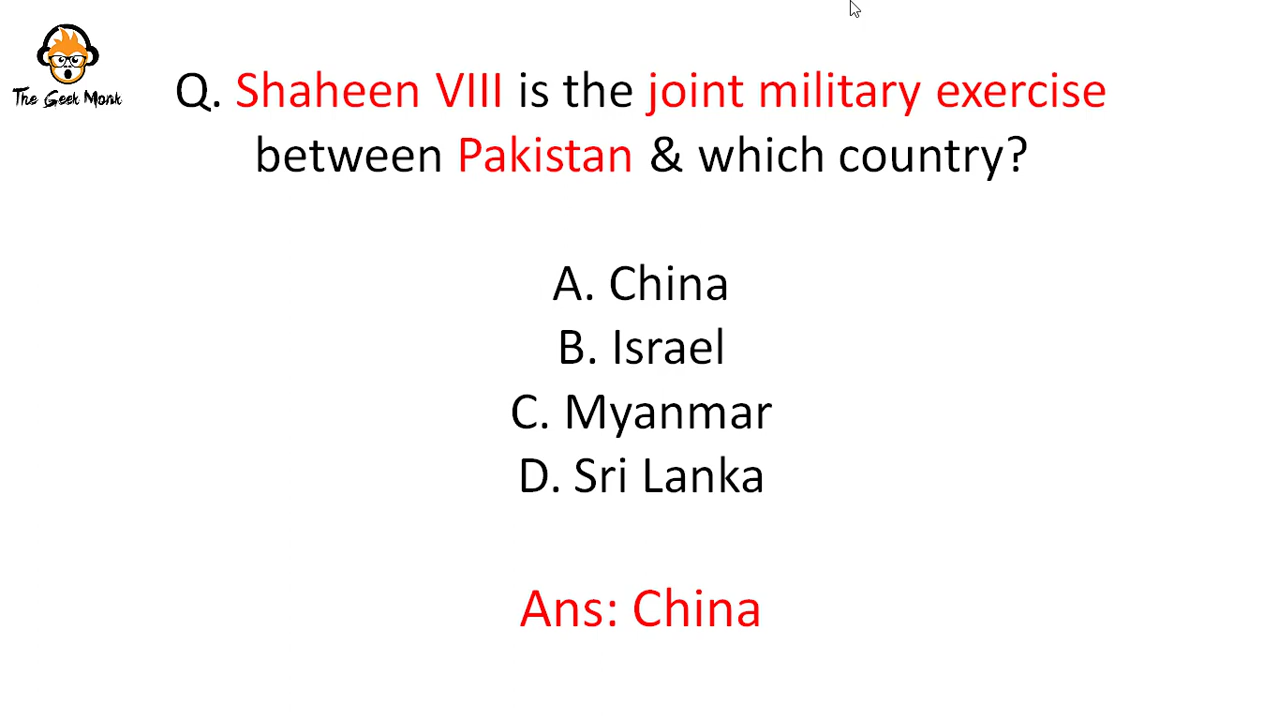 The Geek Monk
Q. Shaheen VIII is the joint military exercise
between Pakistan & which country?
A. China
B. Israel
C. Myanmar
D. Sri Lanka
Ans: China